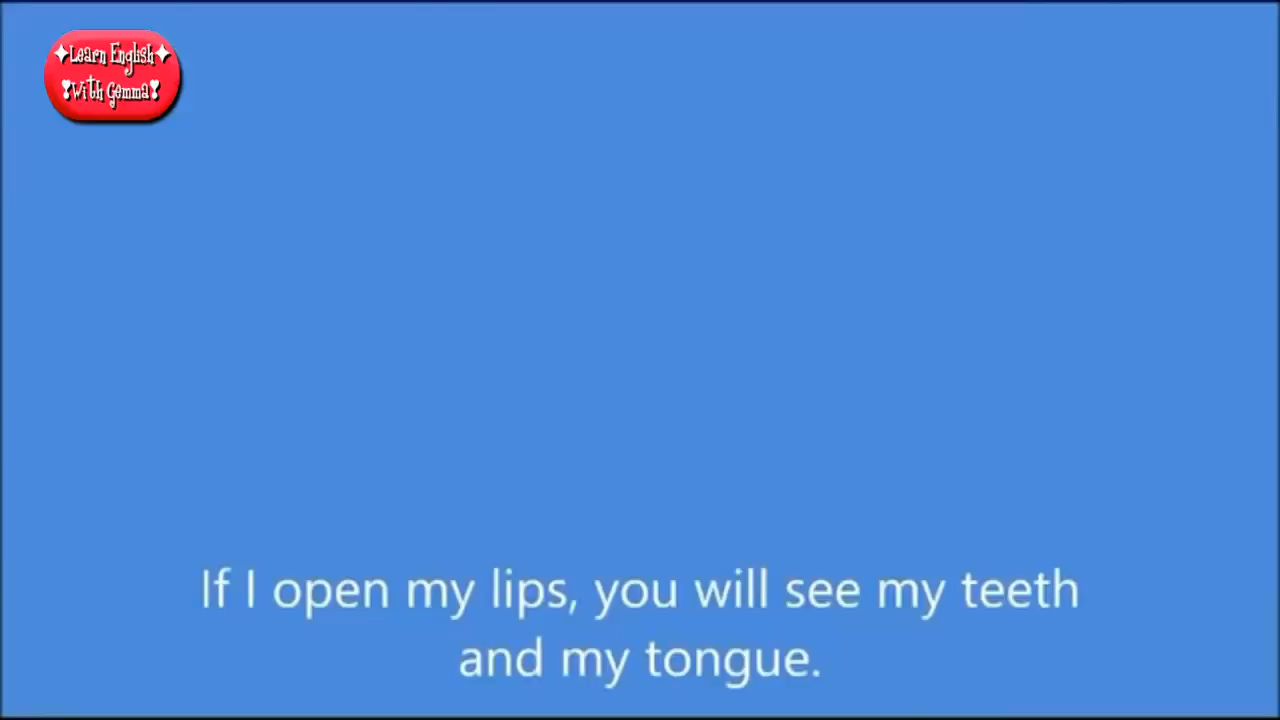 ✦Learn English✦
❣With Gemma❣
If I open my lips, you will see my teeth
and my tongue.